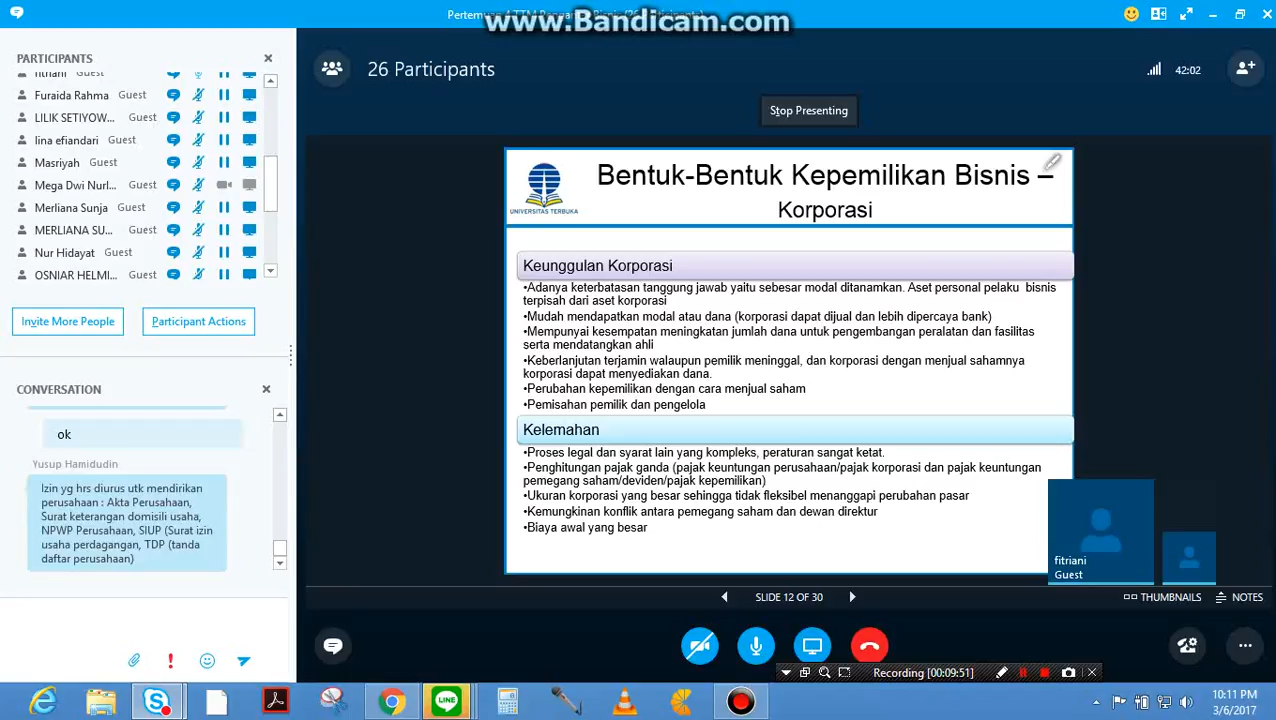 Pertemuan 4 TTM Pengantar Bisnis (26 Participants)
www.Bandicam.com
PARTICIPANTS
fitriani Guest
Furaida Rahma Guest
LILIK SETIYOW... Guest
lina efiandari Guest
Masriyah Guest
Mega Dwi Nurl... Guest
Merliana Sunja Guest
MERLIANA SU... Guest
Nur Hidayat Guest
OSNIAR HELMI... Guest
Invite More People
Participant Actions
CONVERSATION
ok
Yusup Hamidudin
Izin yg hrs diurus utk mendirikan
perusahaan : Akta Perusahaan,
Surat keterangan domisili usaha,
NPWP Perusahaan, SIUP (Surat izin
usaha perdagangan, TDP (tanda
daftar perusahaan)
26 Participants
42:02
Stop Presenting
UNIVERSITAS TERBUKA
Bentuk-Bentuk Kepemilikan Bisnis –
Korporasi
Keunggulan Korporasi
•Adanya keterbatasan tanggung jawab yaitu sebesar modal ditanamkan. Aset personal pelaku bisnis
terpisah dari aset korporasi
•Mudah mendapatkan modal atau dana (korporasi dapat dijual dan lebih dipercaya bank)
•Mempunyai kesempatan meningkatan jumlah dana untuk pengembangan peralatan dan fasilitas
serta mendatangkan ahli
•Keberlanjutan terjamin walaupun pemilik meninggal, dan korporasi dengan menjual sahamnya
korporasi dapat menyediakan dana.
•Perubahan kepemilikan dengan cara menjual saham
•Pemisahan pemilik dan pengelola
Kelemahan
•Proses legal dan syarat lain yang kompleks, peraturan sangat ketat.
•Penghitungan pajak ganda (pajak keuntungan perusahaan/pajak korporasi dan pajak keuntungan
pemegang saham/deviden/pajak kepemilikan)
•Ukuran korporasi yang besar sehingga tidak fleksibel menanggapi perubahan pasar
•Kemungkinan konflik antara pemegang saham dan dewan direktur
•Biaya awal yang besar
fitriani
Guest
SLIDE 12 OF 30
THUMBNAILS
NOTES
Recording [00:09:51]
LINE
10:11 PM
3/6/2017